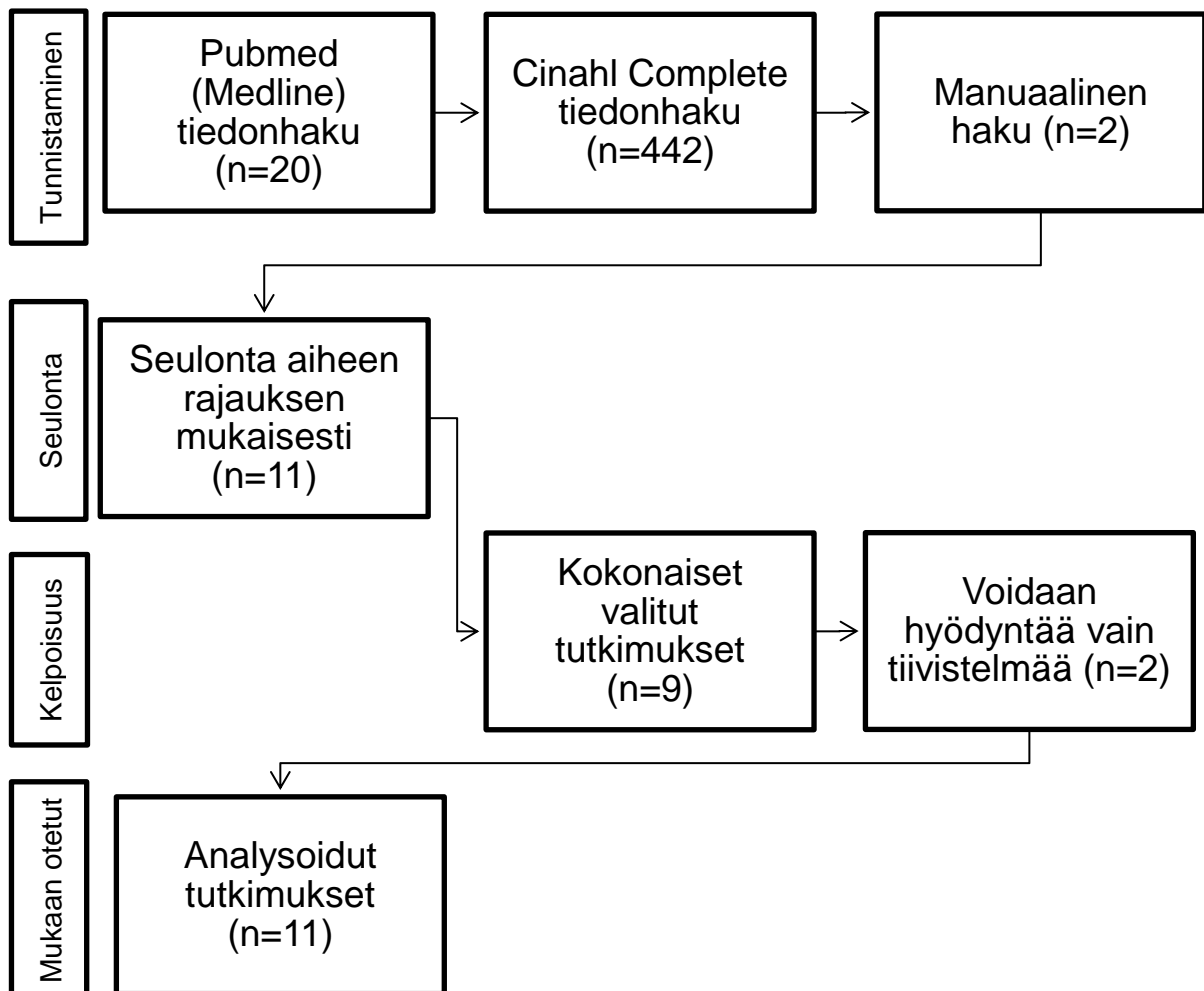 Tunnistaminen
Pubmed
(Medline)
tiedonhaku
(n=20)
Cinahl Complete
tiedonhaku
(n=442)
Manuaalinen
haku (n=2)
Seulonta
Seulonta aiheen
rajauksen
mukaisesti
(n=11)
Kelpoisuus
Kokonaiset
valitut
tutkimukset
(n=9)
Voidaan
hyödyntää vain
tiivistelmää (n=2)
Mukaan otetut
Analysoidut
tutkimukset
(n=11)